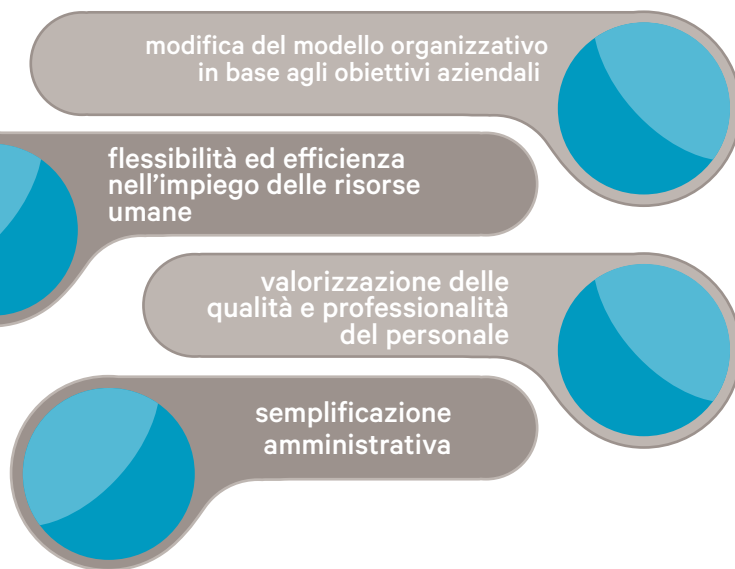 modifica del modello organizzativo
in base agli obiettivi aziendali
flessibilità ed efficienza
nell'impiego delle risorse
umane
valorizzazione delle
qualità e professionalità
del personale
semplificazione
amministrativa